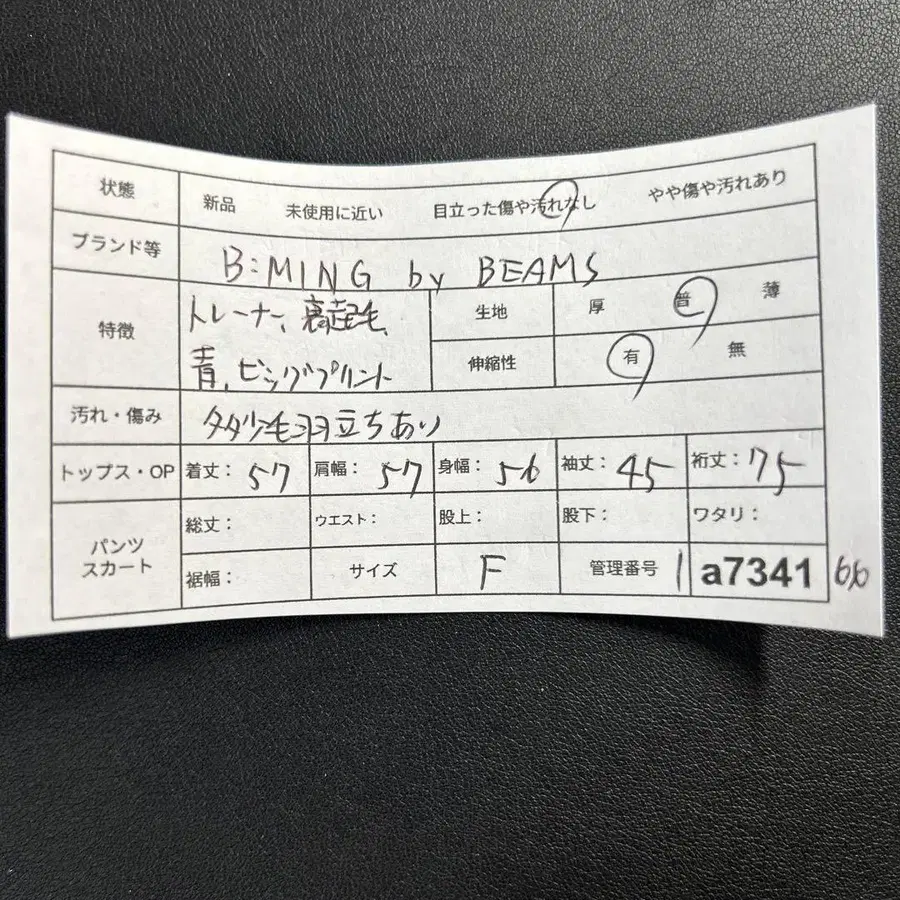 状態 新品 未使用に近い 目立った傷や汚れなし やや傷や汚れあり
ブランド等 B:MING by BEAMS
特徴 トレーナー、裏起毛、
青、ビッグプリント
生地 厚 普 薄
伸縮性 有 無
汚れ・傷み 多少毛羽立ちあり
トップス・OP 着丈: 57 肩幅: 57 身幅: 56 袖丈: 45 裄丈: 75
パンツ
スカート
総丈: ウエスト: 股上: 股下: ワタリ:
裾幅: サイズ F 管理番号 1 a7341 66